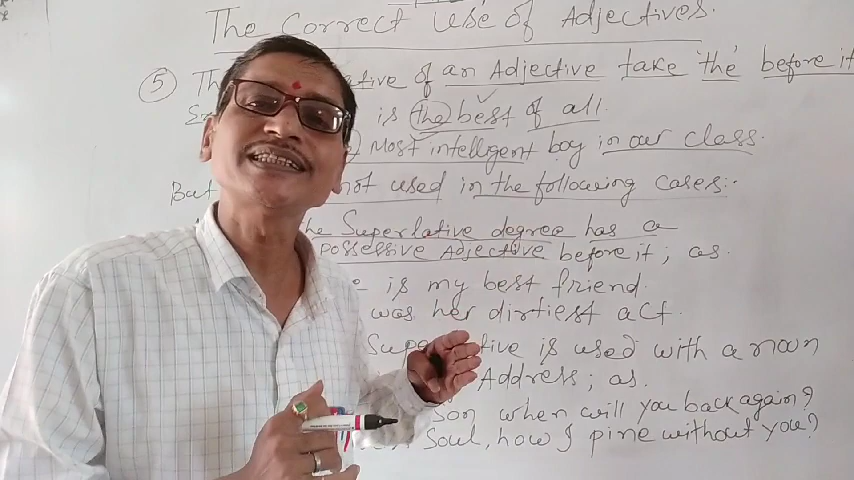 The Correct Use of Adjectives.
⑤ Th ative of an Adjective take 'the' before it
Ex is the best of all.
Most intelligent boy in our class.
But not used in the following cases:-
the Superlative degree has a
possessive Adjective before it; as.
e is my best friend.
was her dirtiest act.
Superlative is used with a noun
Address; as.
Son when will you back again?
Soul, how I pine without you?